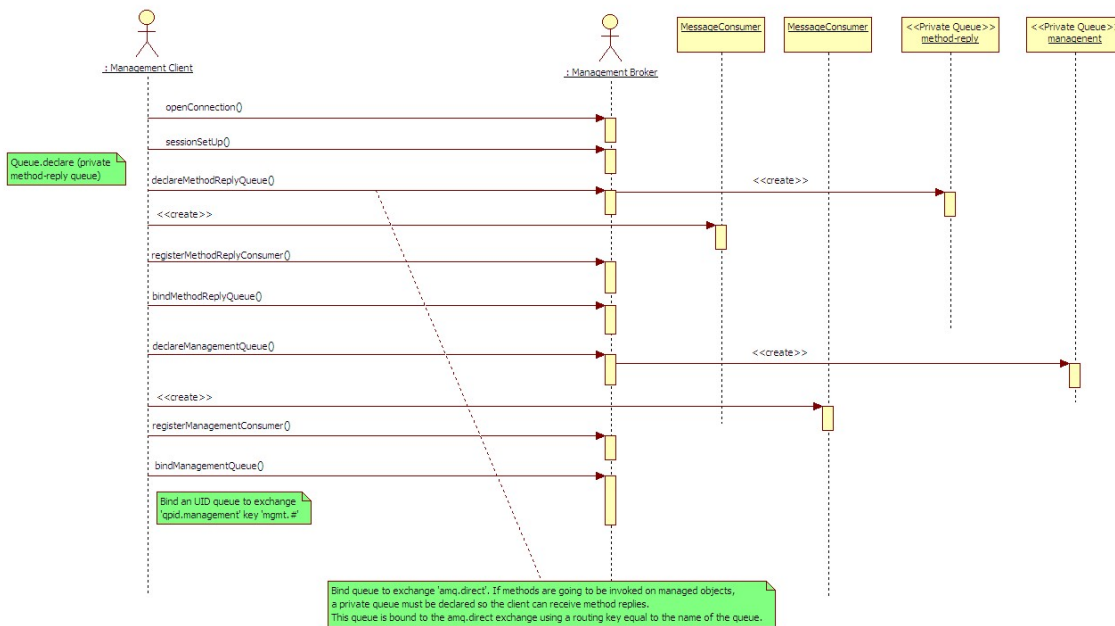 MessageConsumer
MessageConsumer
<<Private Queue>>
method-reply
<<Private Queue>>
managenent
: Management Client
: Management Broker
openConnection()
sessionSetUp()
Queue.declare (private
method-reply queue)
declareMethodReplyQueue()
<<create>>
<<create>>
registerMethodReplyConsumer()
bindMethodReplyQueue()
declareManagementQueue()
<<create>>
<<create>>
registerManagementConsumer()
bindManagementQueue()
Bind an UID queue to exchange
'qpid.management' key 'mgmt.#'
Bind queue to exchange 'amq.direct'. If methods are going to be invoked on managed objects,
a private queue must be declared so the client can receive method replies.
This queue is bound to the amq.direct exchange using a routing key equal to the name of the queue.